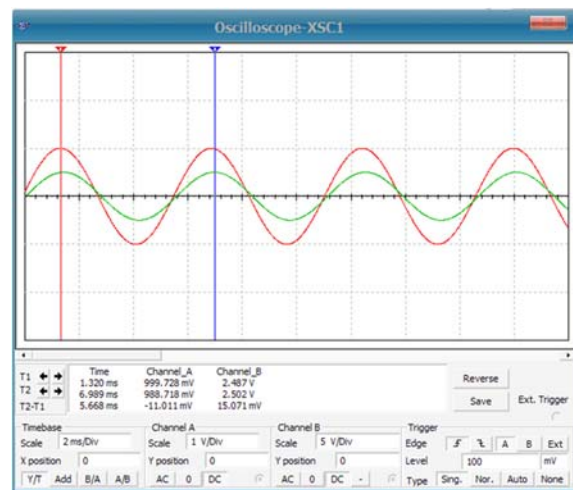 Oscilloscope-XSC1
Time Channel_A Channel_B
T1 1.320 ms 999.728 mV 2.487 V
T2 6.989 ms 988.718 mV 2.502 V
T2-T1 5.668 ms -11.011 mV 15.071 mV
Reverse
Save
Ext. Trigger
Timebase
Scale 2 ms/Div
X position 0
Y/T Add B/A A/B
Channel A
Scale 1 V/Div
Y position 0
AC 0 DC
Channel B
Scale 5 V/Div
Y position 0
AC 0 DC -
Trigger
Edge A B Ext
Level 100 mV
Type Sing. Nor. Auto None